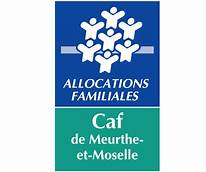 ALLOCATIONS
FAMILIALES
Caf
de Meurthe-
et-Moselle